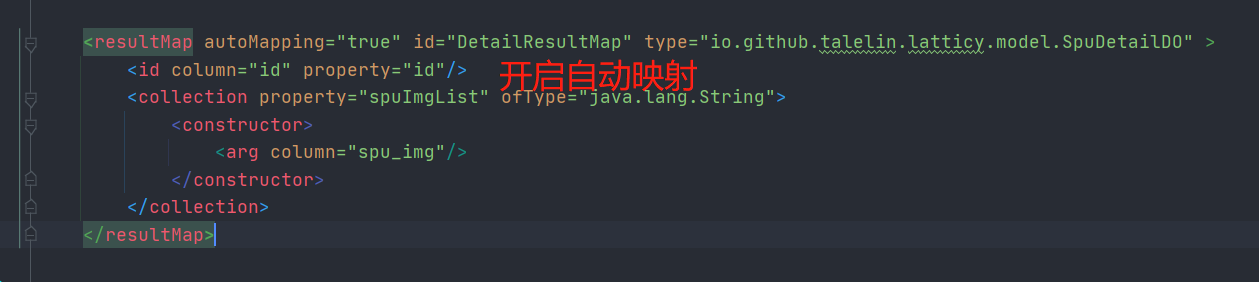 <resultMap autoMapping="true" id="DetailResultMap" type="io.github.talelin.latticy.model.SpuDetailDO" >
<id column="id" property="id"/> 开启自动映射
<collection property="spuImgList" ofType="java.lang.String">
<constructor>
<arg column="spu_img"/>
</constructor>
</collection>
</resultMap>